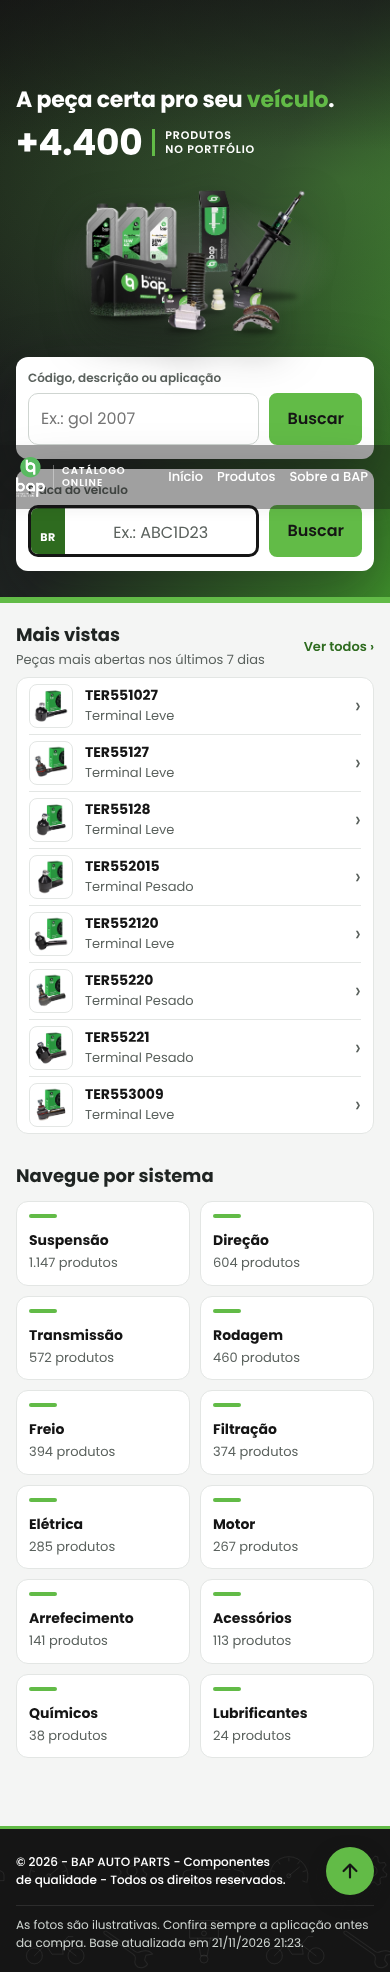 A peça certa pro seu veículo.
+4.400
PRODUTOS
NO PORTFÓLIO
bap
Código, descrição ou aplicação
Ex.: gol 2007
Buscar
bap
CATÁLOGO
ONLINE
Início
Produtos
Sobre a BAP
do veículo
BR
Ex.: ABC1D23
Buscar
Mais vistas
Peças mais abertas nos últimos 7 dias
Ver todos ›
TER551027
Terminal Leve
TER55127
Terminal Leve
TER55128
Terminal Leve
TER552015
Terminal Pesado
TER552120
Terminal Leve
TER55220
Terminal Pesado
TER55221
Terminal Pesado
TER553009
Terminal Leve
Navegue por sistema
Suspensão
1.147 produtos
Direção
604 produtos
Transmissão
572 produtos
Rodagem
460 produtos
Freio
394 produtos
Filtração
374 produtos
Elétrica
285 produtos
Motor
267 produtos
Arrefecimento
141 produtos
Acessórios
113 produtos
Químicos
38 produtos
Lubrificantes
24 produtos
© 2026 - BAP AUTO PARTS - Componentes
de qualidade - Todos os direitos reservados.
As fotos são ilustrativas. Confira sempre a aplicação antes
da compra. Base atualizada em 21/11/2026 21:23.